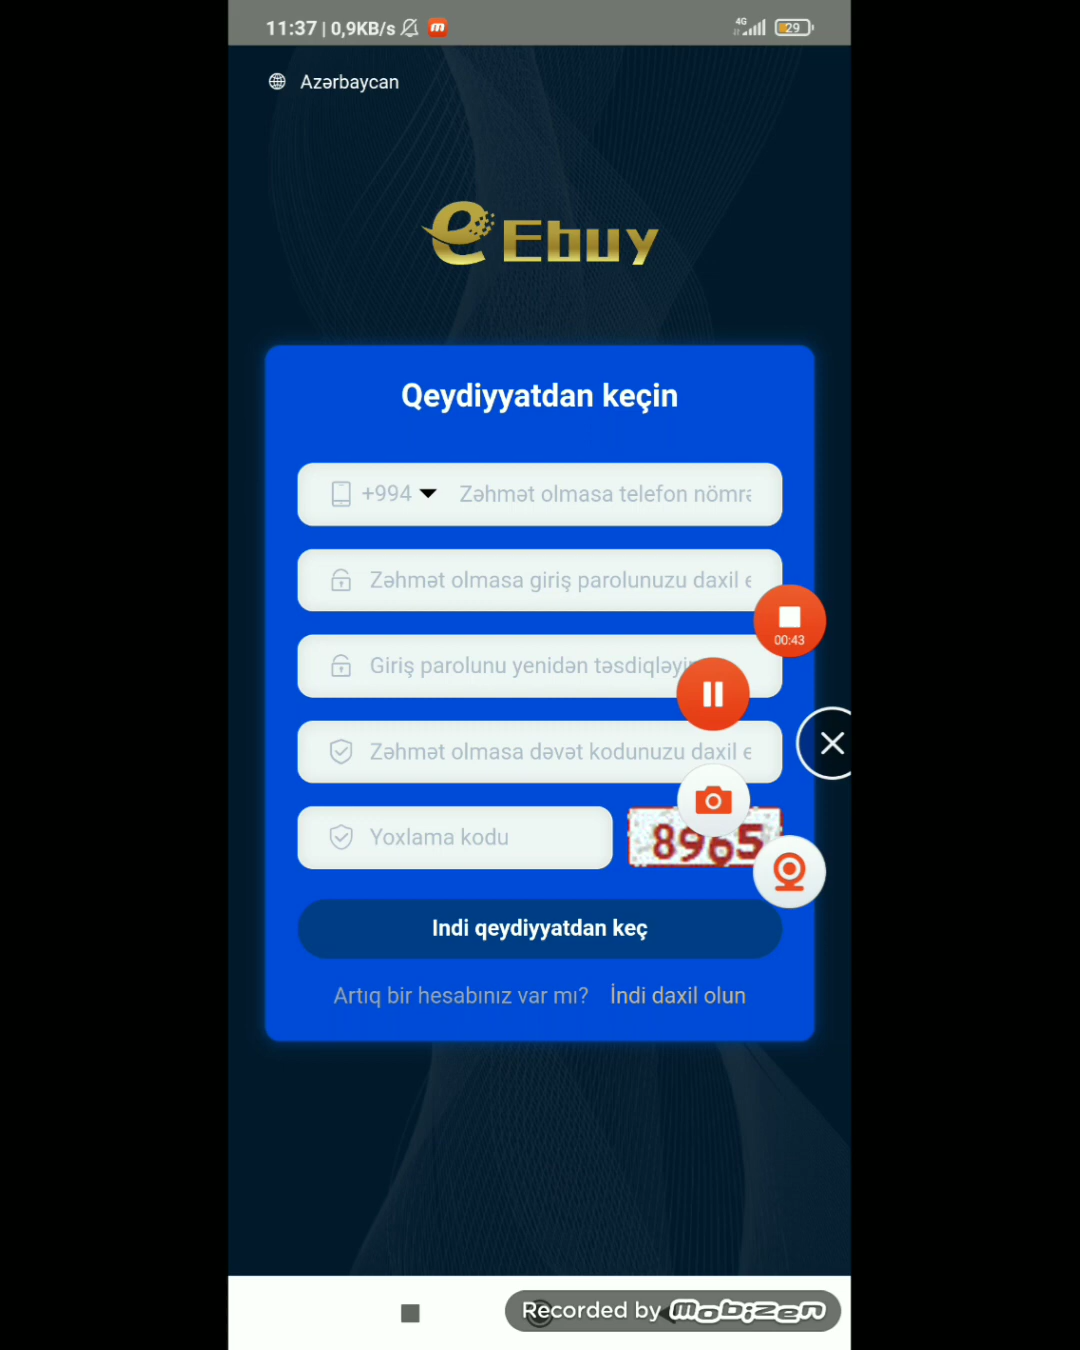 11:37 | 0,9KB/s
4G
29
Azərbaycan
Ebuy
Qeydiyyatdan keçin
+994 Zəhmət olmasa telefon nömrə
Zəhmət olmasa giriş parolunuzu daxil e
00:43
Giriş parolunu yenidən təsdiqləyi
Zəhmət olmasa dəvət kodunuzu daxil e
Yoxlama kodu
8965
Indi qeydiyyatdan keç
Artıq bir hesabınız var mı? İndi daxil olun
Recorded by mobizen